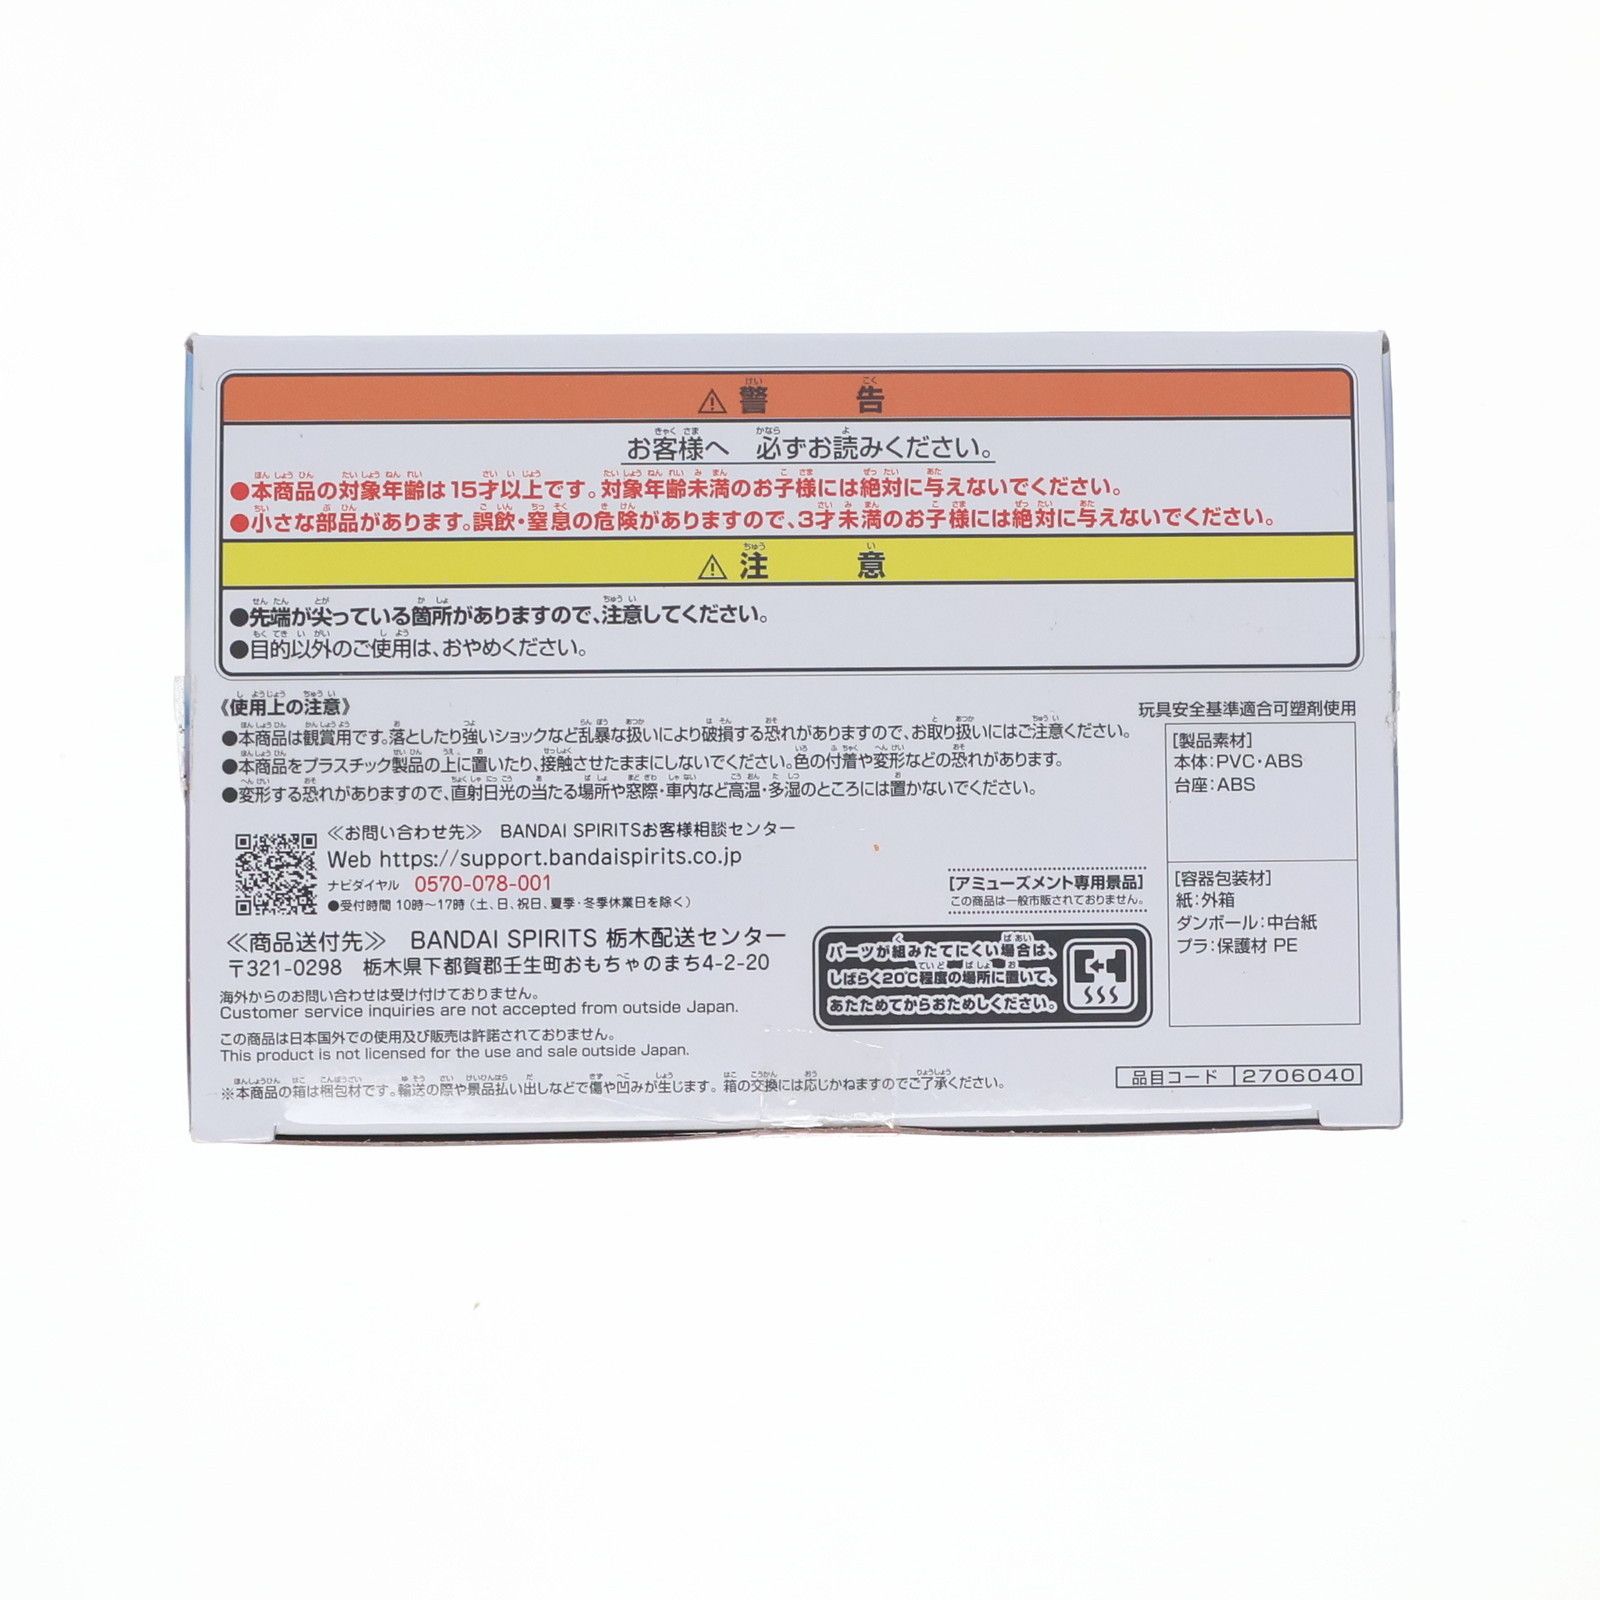 ⚠警告
お客様へ 必ずお読みください。
●本商品の対象年齢は15才以上です。対象年齢未満のお子様には絶対に与えないでください。
●小さな部品があります。誤飲・窒息の危険がありますので、3才未満のお子様には絶対に与えないでください。
⚠注意
●先端が尖っている箇所がありますので、注意してください。
●目的以外のご使用は、おやめください。
《使用上の注意》
●本商品は観賞用です。落としたり強いショックなど乱暴な扱いにより破損する恐れがありますので、お取り扱いにはご注意ください。
●本商品をプラスチック製品の上に置いたり、接触させたままにしないでください。色の付着や変形などの恐れがあります。
●変形する恐れがありますので、直射日光の当たる場所や窓際・車内など高温・多湿のところには置かないでください。
玩具安全基準適合可塑剤使用
[製品素材]
本体:PVC・ABS
台座:ABS
[容器包装材]
紙:外箱
ダンボール:中台紙
プラ:保護材 PE
≪お問い合わせ先≫ BANDAI SPIRITSお客様相談センター
Web https://support.bandaispirits.co.jp
ナビダイヤル 0570-078-001
●受付時間 10時~17時(土、日、祝日、夏季・冬季休業日を除く)
[アミューズメント専用景品]
この商品は一般市販されておりません。
≪商品送付先≫ BANDAI SPIRITS 栃木配送センター
〒321-0298 栃木県下都賀郡壬生町おもちゃのまち4-2-20
パーツが組みたてにくい場合は、
しばらく20℃程度の場所に置いて、
あたためてからおためしください。
海外からのお問い合わせは受け付けておりません。
Customer service inquiries are not accepted from outside Japan.
この商品は日本国外での使用及び販売は許諾されておりません。
This product is not licensed for the use and sale outside Japan.
※本商品の箱は梱包材です。輸送の際や景品払い出しなどで傷や凹みが生じます。箱の交換には応じかねますのでご了承ください。
品目コード 2706040